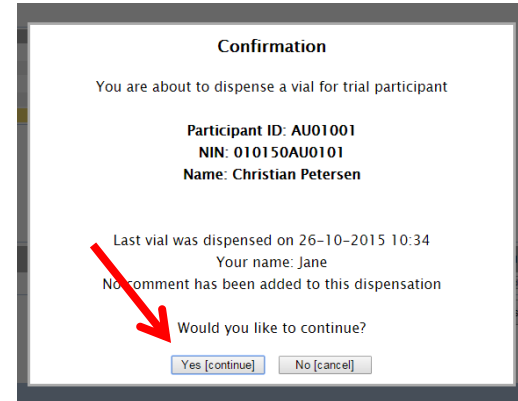 Confirmation
You are about to dispense a vial for trial participant
Participant ID: AU01001
NIN: 010150AU0101
Name: Christian Petersen
Last vial was dispensed on 26-10-2015 10:34
Your name: Jane
No comment has been added to this dispensation
Would you like to continue?
Yes [continue] No [cancel]